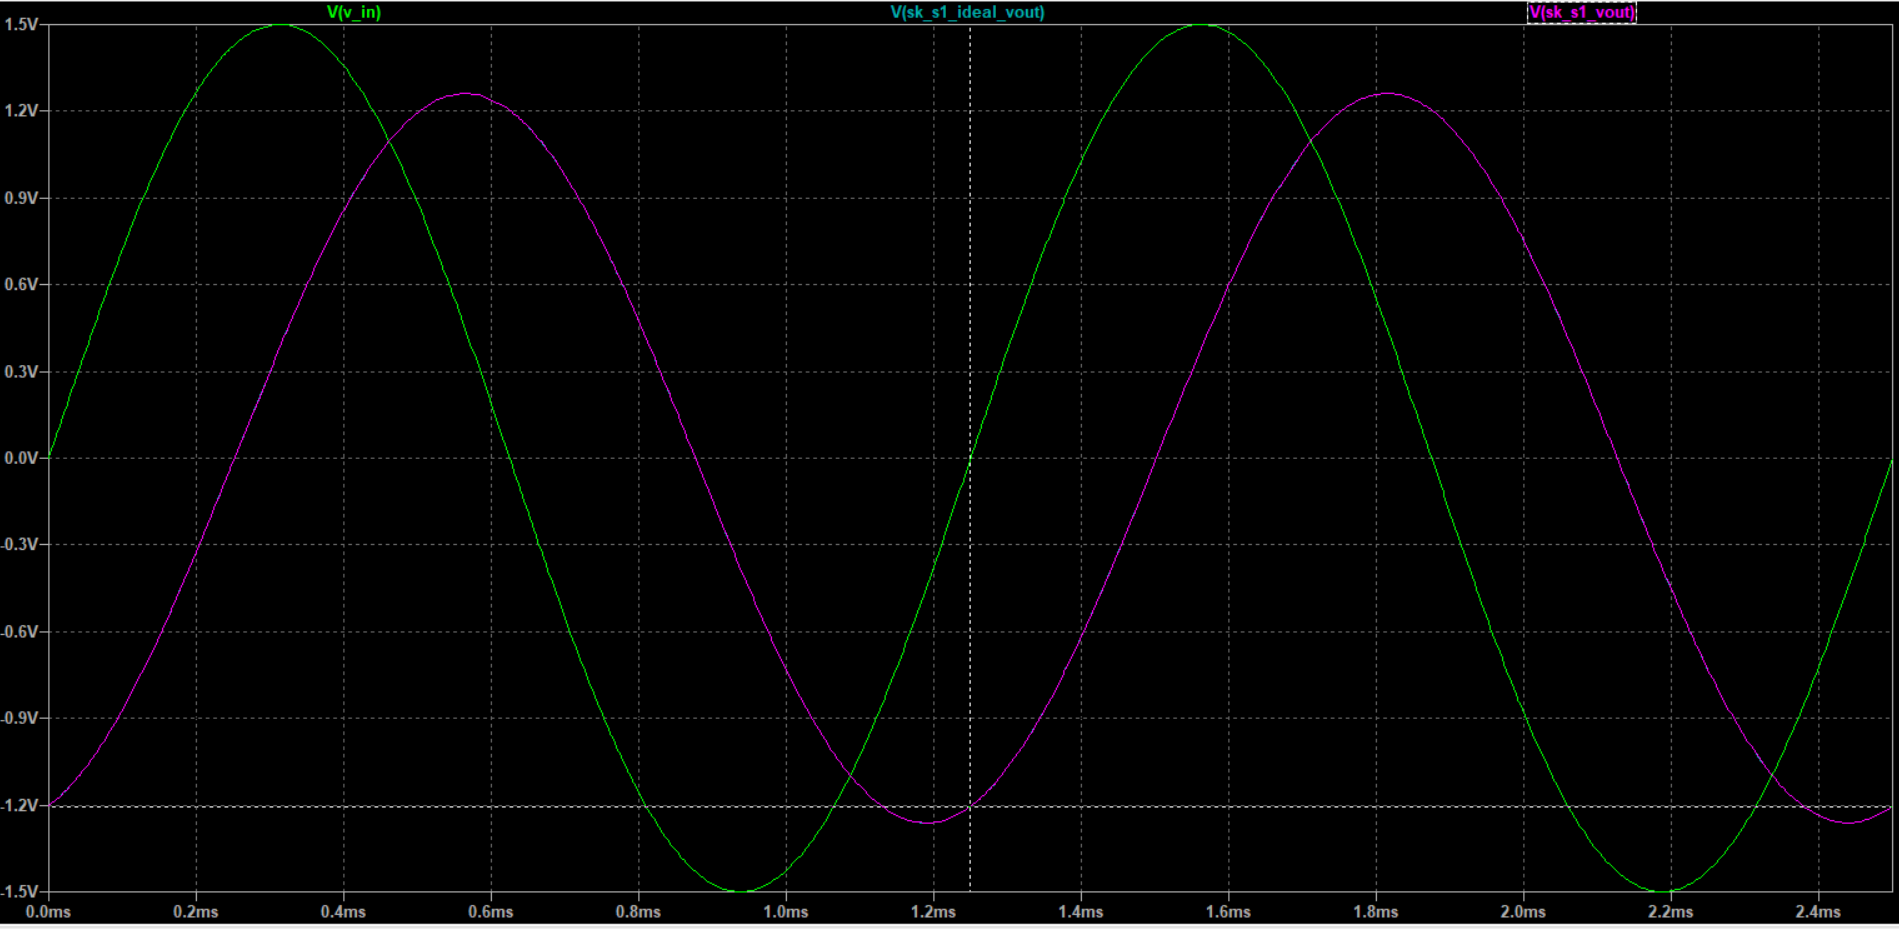 V(v_in) V(sk_s1_ideal_vout) V(sk_s1_vout)
1.5V
1.2V
0.9V
0.6V
0.3V
0.0V
-0.3V
-0.6V
-0.9V
-1.2V
-1.5V
0.0ms 0.2ms 0.4ms 0.6ms 0.8ms 1.0ms 1.2ms 1.4ms 1.6ms 1.8ms 2.0ms 2.2ms 2.4ms